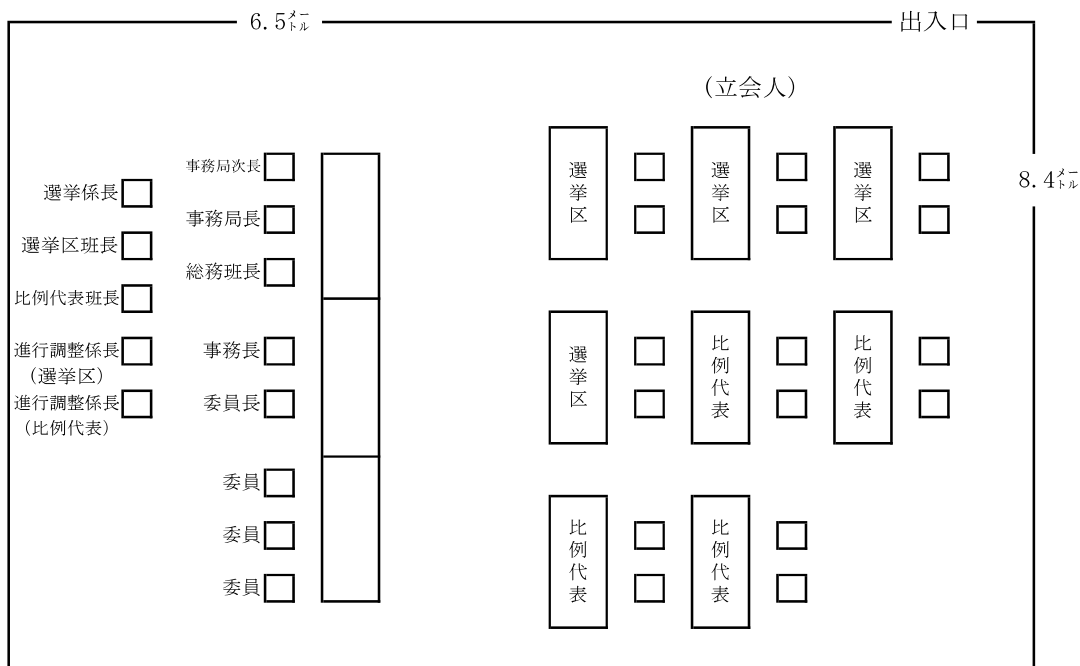 6.5メートル
出入口
(立会人)
8.4メートル
事務局次長
事務局長
総務班長
事務長
委員長
委員
委員
委員
選挙係長
選挙区班長
比例代表班長
進行調整係長
(選挙区)
進行調整係長
(比例代表)
選挙区
選挙区
選挙区
選挙区
比例代表
比例代表
比例代表
比例代表